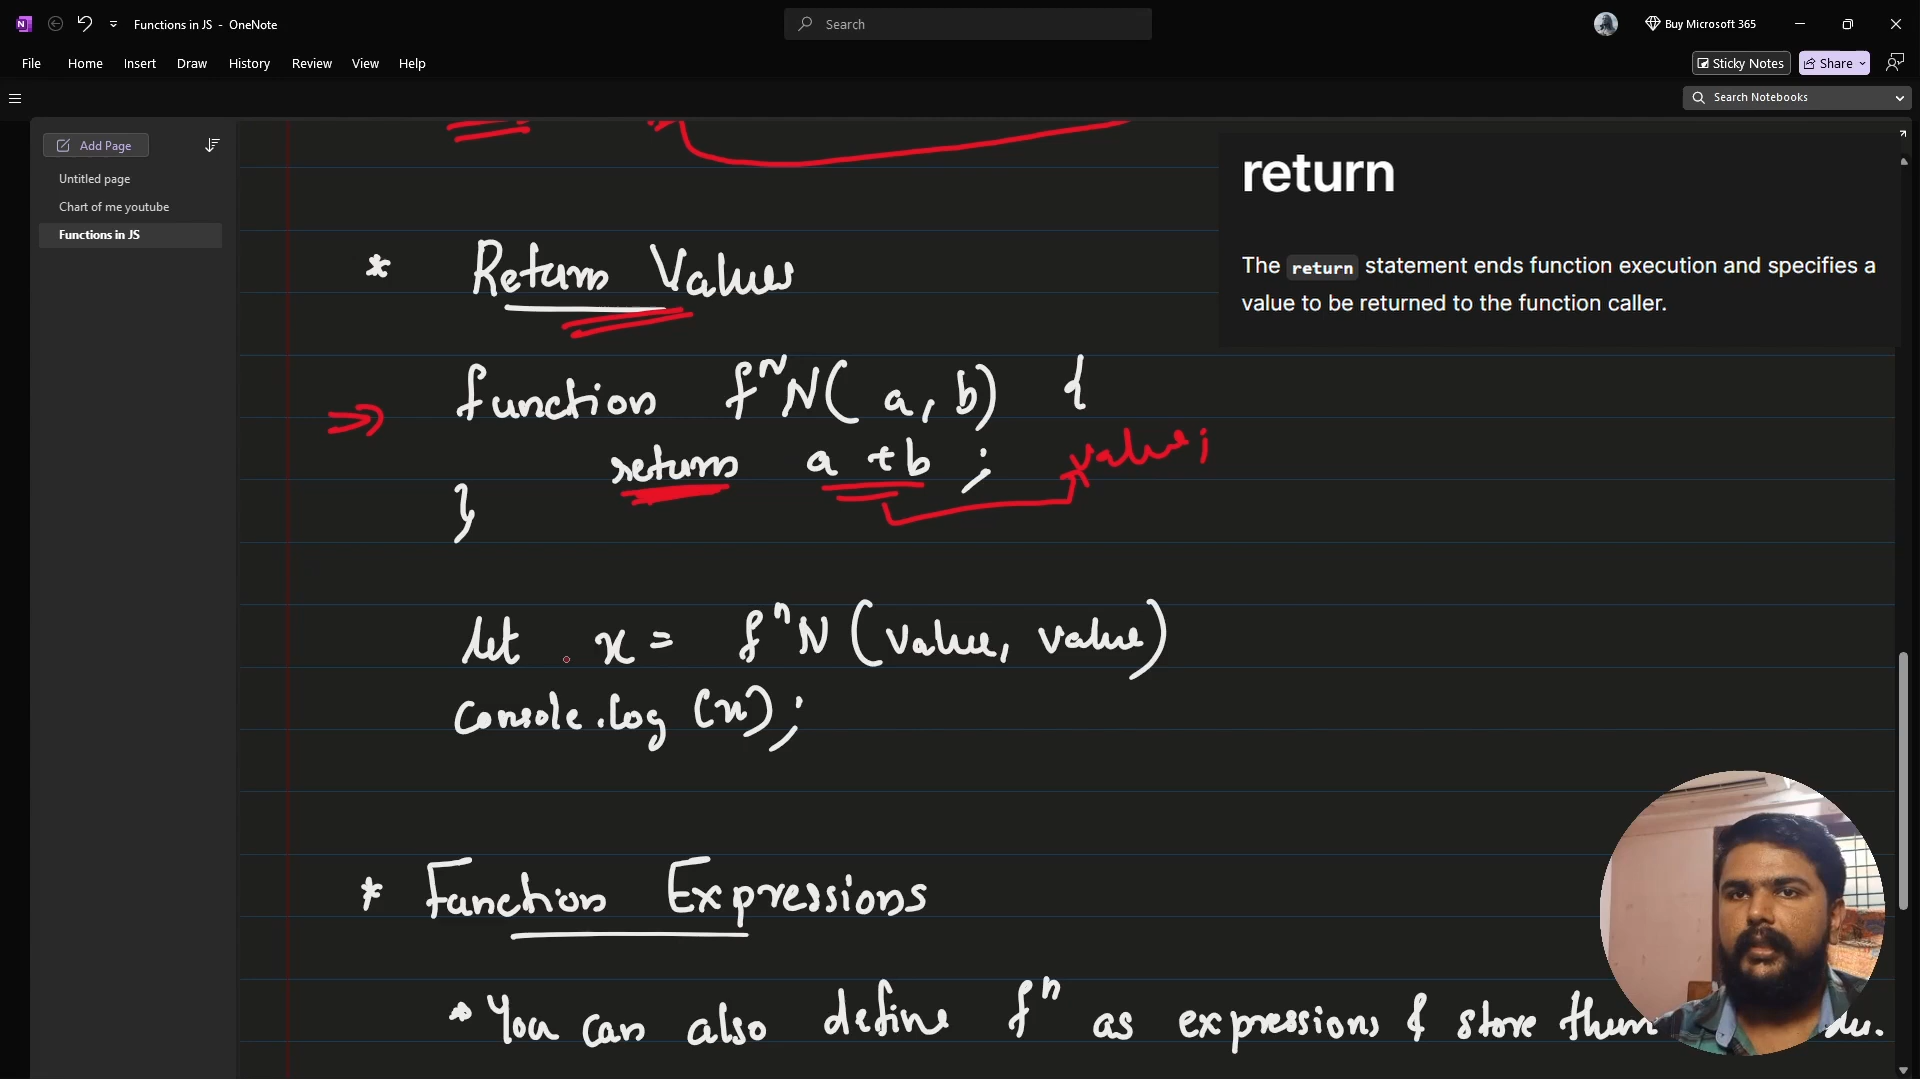 Functions in JS - OneNote
Search
Buy Microsoft 365
File Home Insert Draw History Review View Help
Sticky Notes
Share
Search Notebooks
Add Page
Untitled page
Chart of me youtube
Functions in JS
return
The return statement ends function execution and specifies a
value to be returned to the function caller.
* Return Values
⇒ function fⁿN( a, b) {
return a + b ; value;
}
let x = fⁿN (value, value)
console.log (x);
* Function Expressions
You can also define fⁿ as expressions & store them